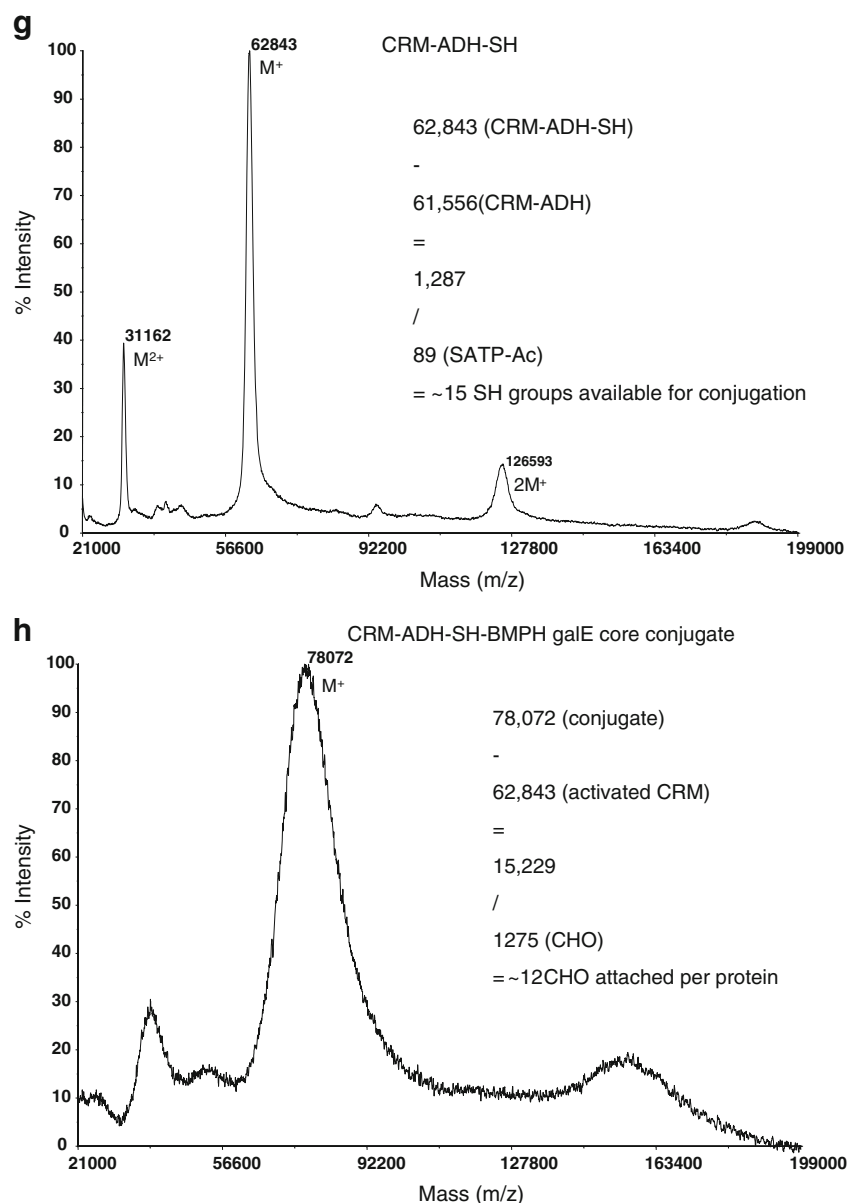 g
CRM-ADH-SH
62843
M+
31162
M2+
126593
2M+
62,843 (CRM-ADH-SH)
-
61,556(CRM-ADH)
=
1,287
/
89 (SATP-Ac)
= ~15 SH groups available for conjugation
100
90
80
70
60
50
40
30
20
10
0
% Intensity
21000 56600 92200 127800 163400 199000
Mass (m/z)
h
CRM-ADH-SH-BMPH galE core conjugate
78072
M+
78,072 (conjugate)
-
62,843 (activated CRM)
=
15,229
/
1275 (CHO)
=~12CHO attached per protein
100
90
80
70
60
50
40
30
20
10
0
% Intensity
21000 56600 92200 127800 163400 199000
Mass (m/z)